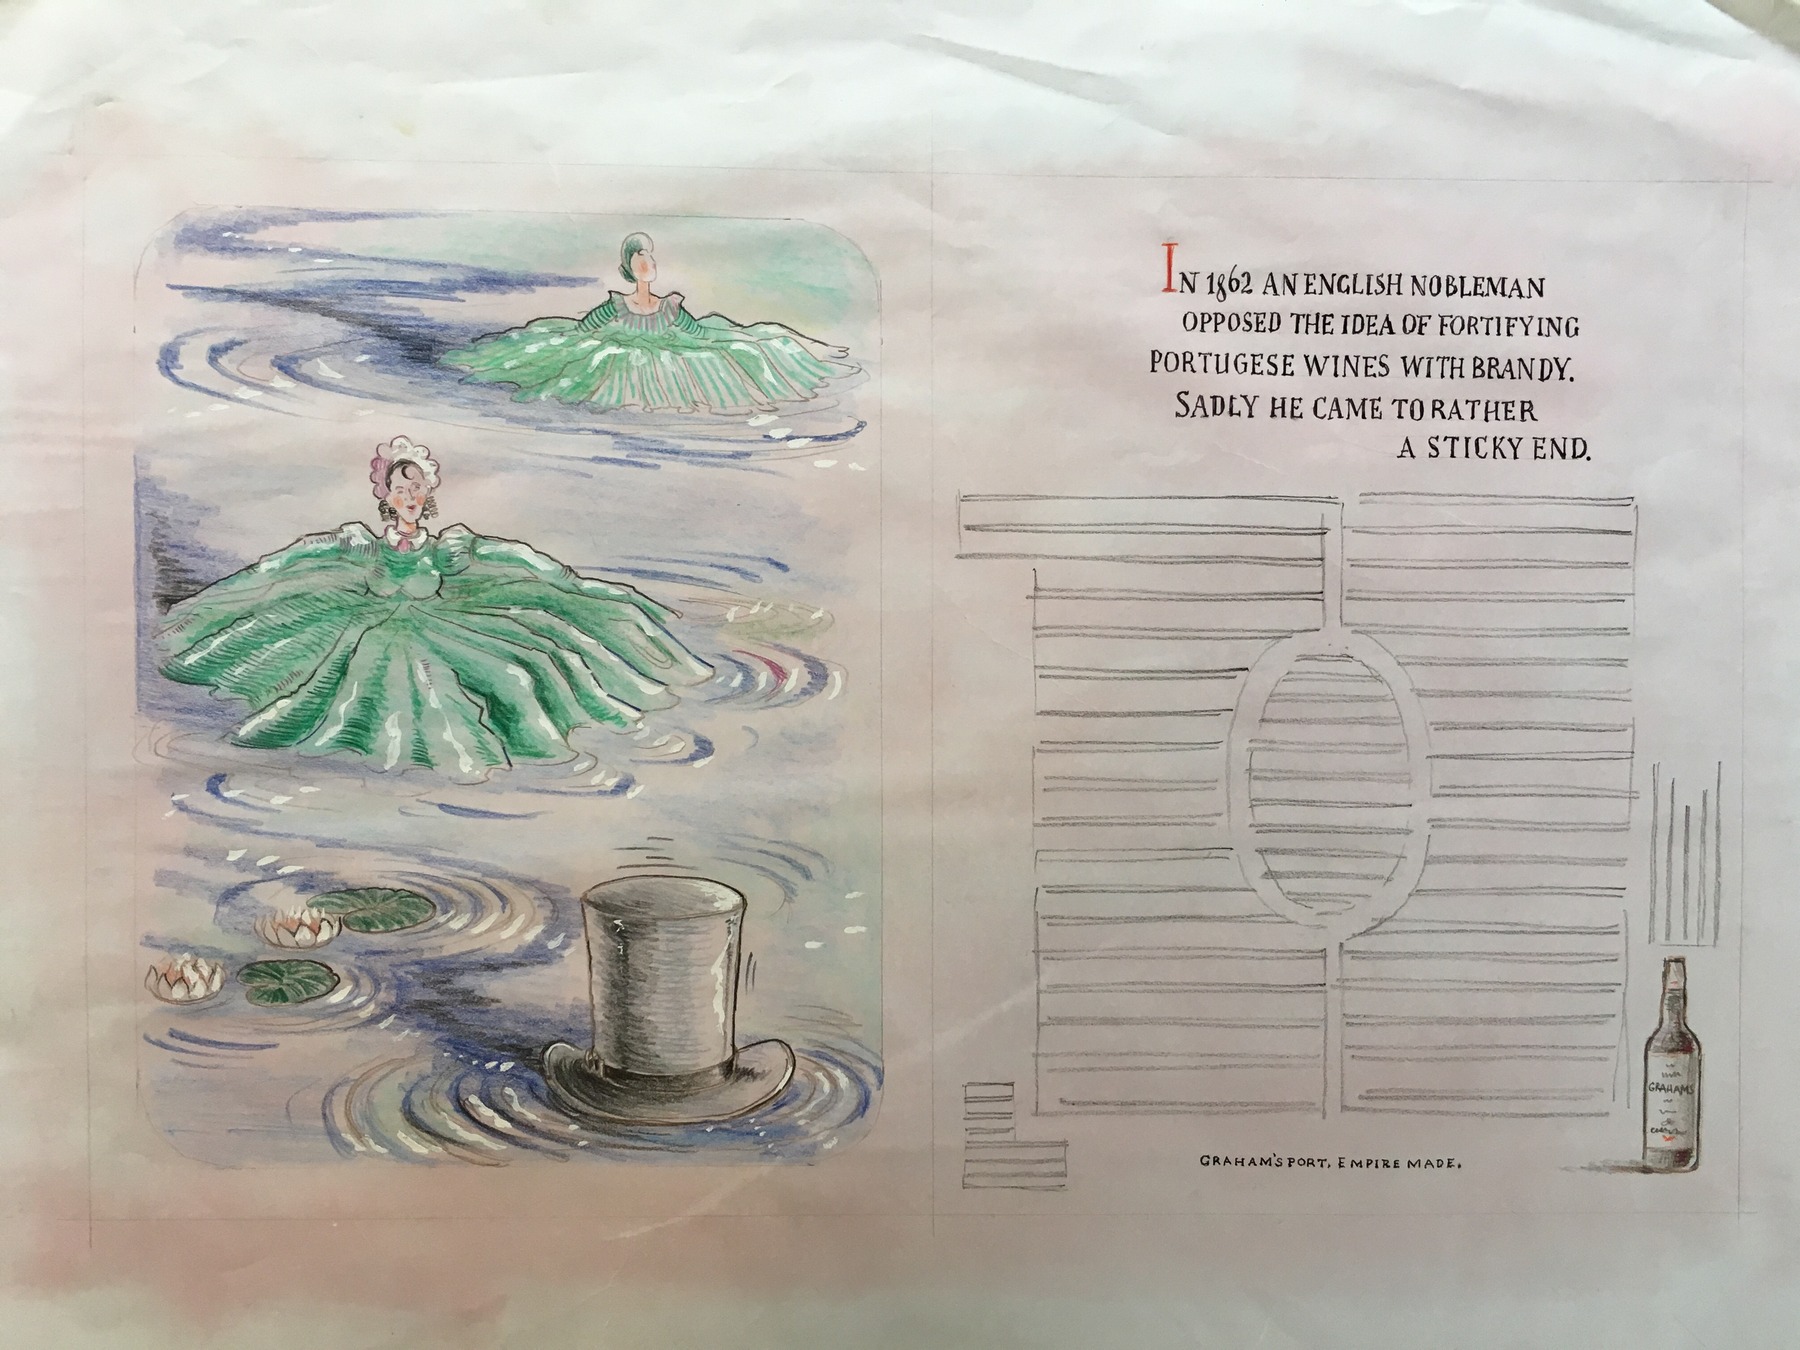 IN 1862 AN ENGLISH NOBLEMAN
OPPOSED THE IDEA OF FORTIFYING
PORTUGESE WINES WITH BRANDY.
SADLY HE CAME TO RATHER
A STICKY END.
GRAHAMS
GRAHAM'S PORT, EMPIRE MADE.